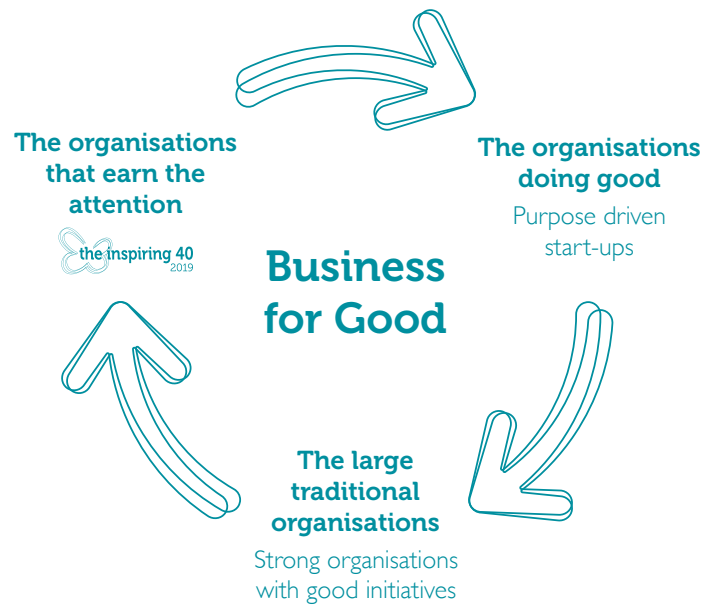 The organisations
that earn the
attention
the inspiring 40
2019
The organisations
doing good
Purpose driven
start-ups
Business
for Good
The large
traditional
organisations
Strong organisations
with good initiatives